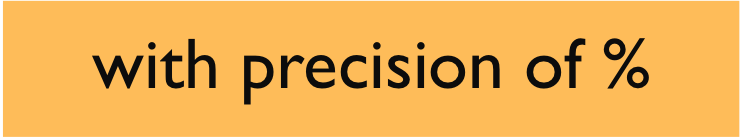 with precision of %